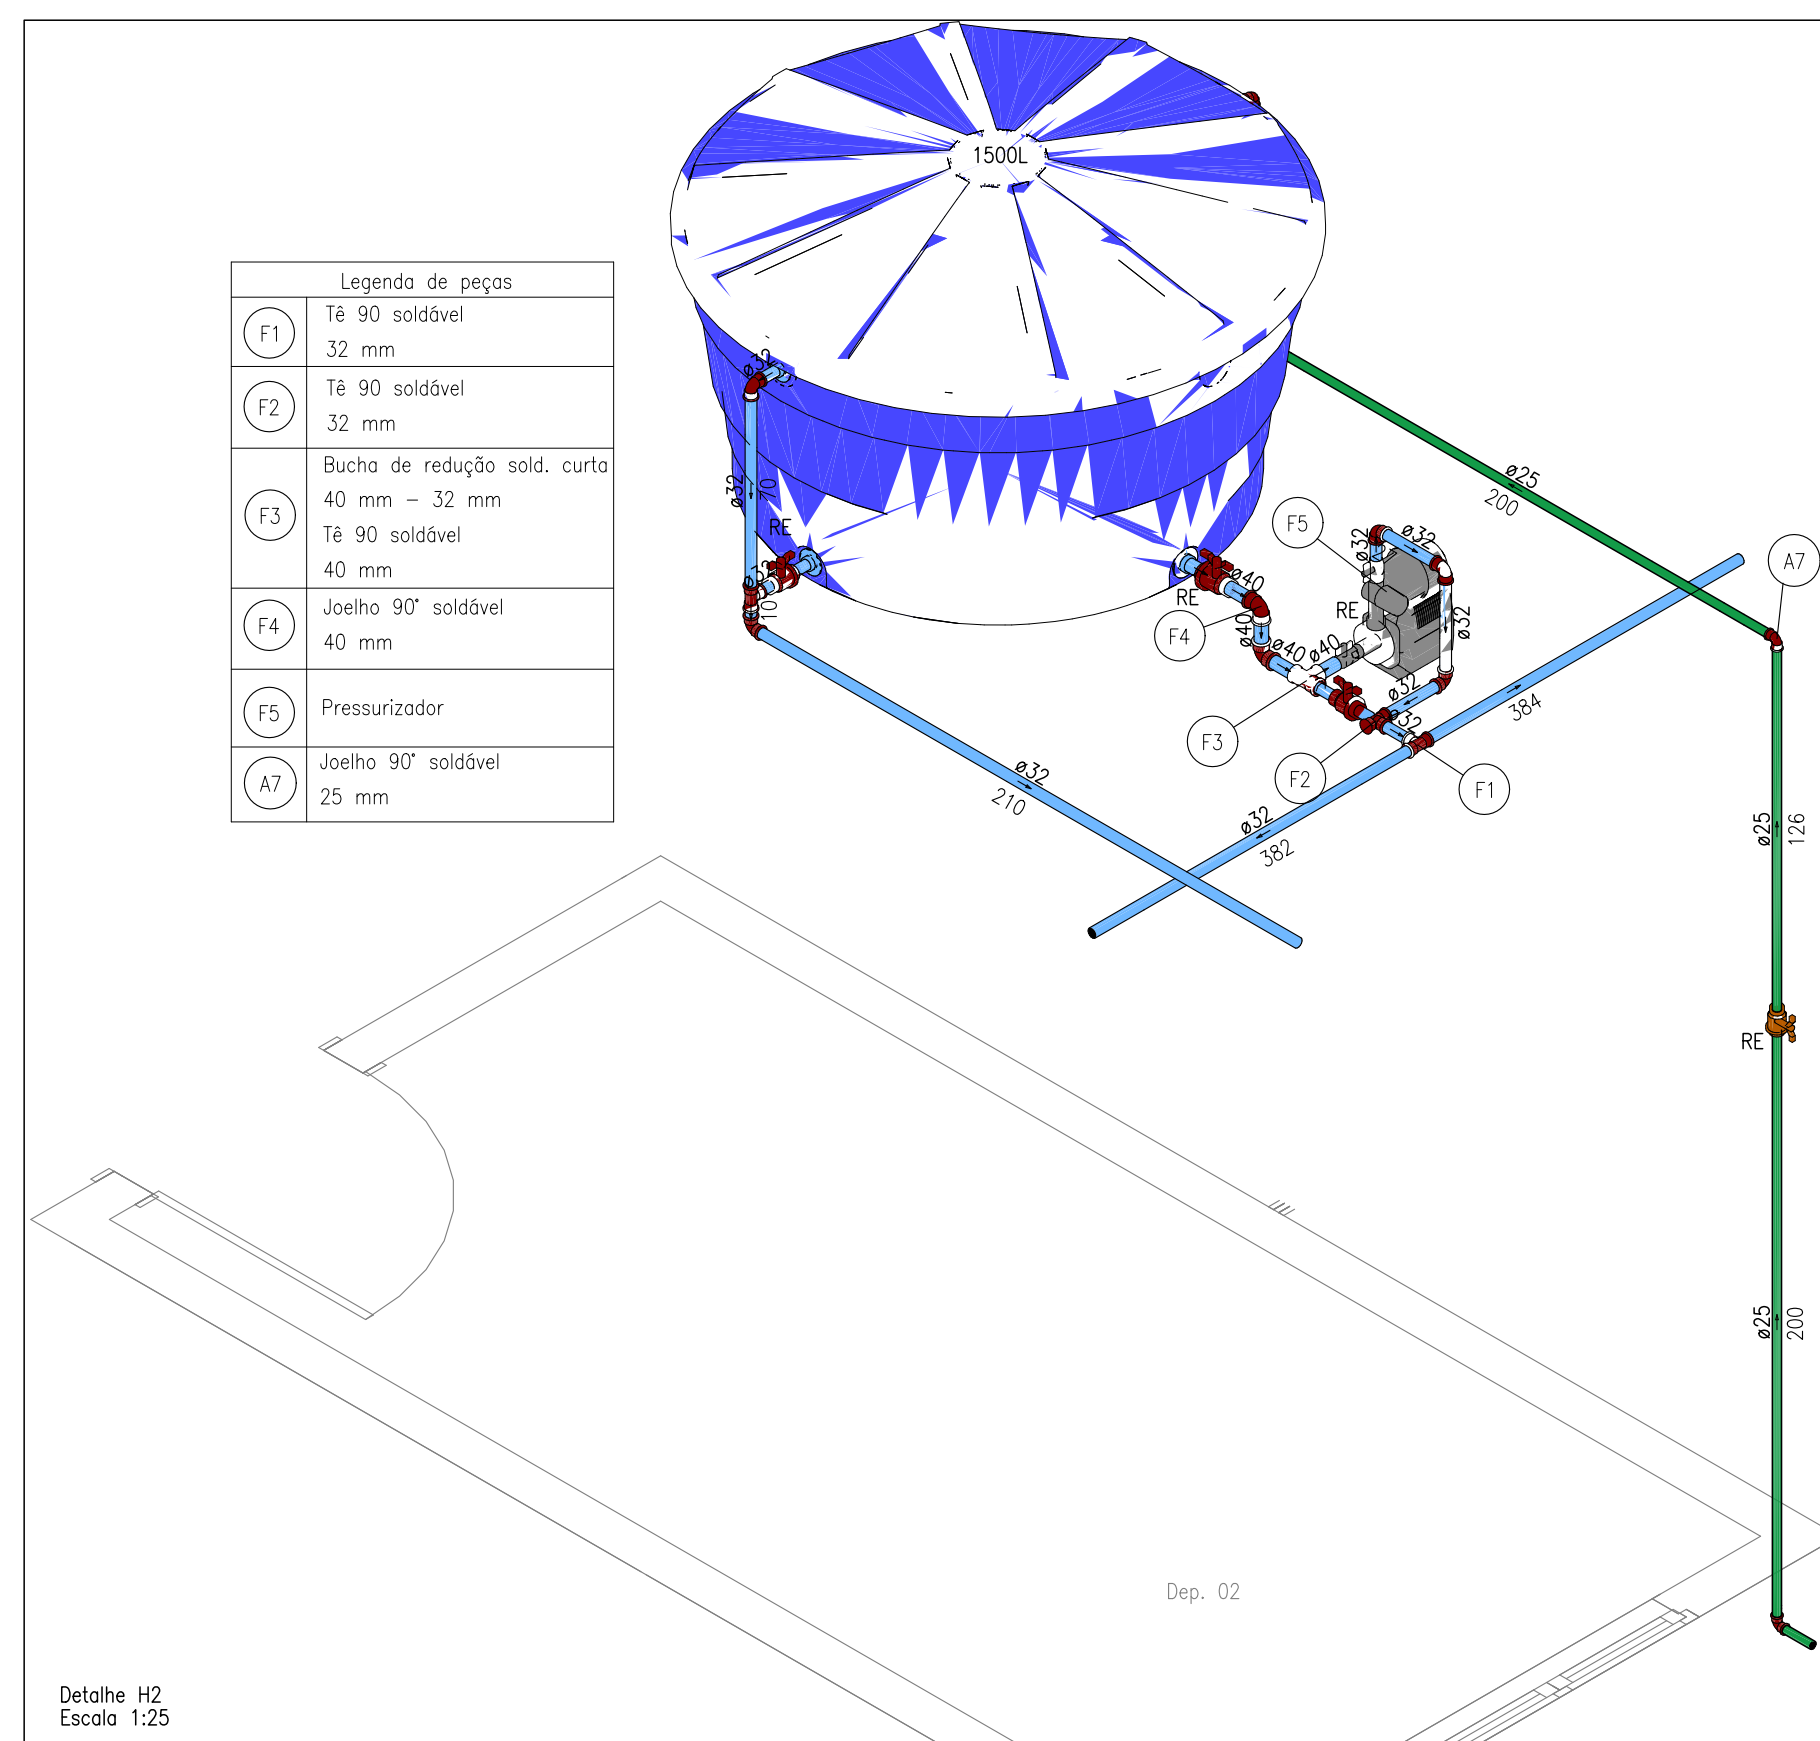 1500L
Legenda de peças
F1
Tê 90 soldável
32 mm
F2
Tê 90 soldável
32 mm
F3
Bucha de redução sold. curta
40 mm – 32 mm
Tê 90 soldável
40 mm
F4
Joelho 90° soldável
40 mm
F5
Pressurizador
A7
Joelho 90° soldável
25 mm
ø32
ø32
70
RE
ø32
10
ø32
210
RE
ø40
ø40
ø40
ø40
F4
F3
F5
ø32
ø32
ø32
RE
ø32
ø32
F2
F1
ø32
382
384
ø25
200
A7
ø25
126
RE
ø25
200
Dep. 02
Detalhe H2
Escala 1:25